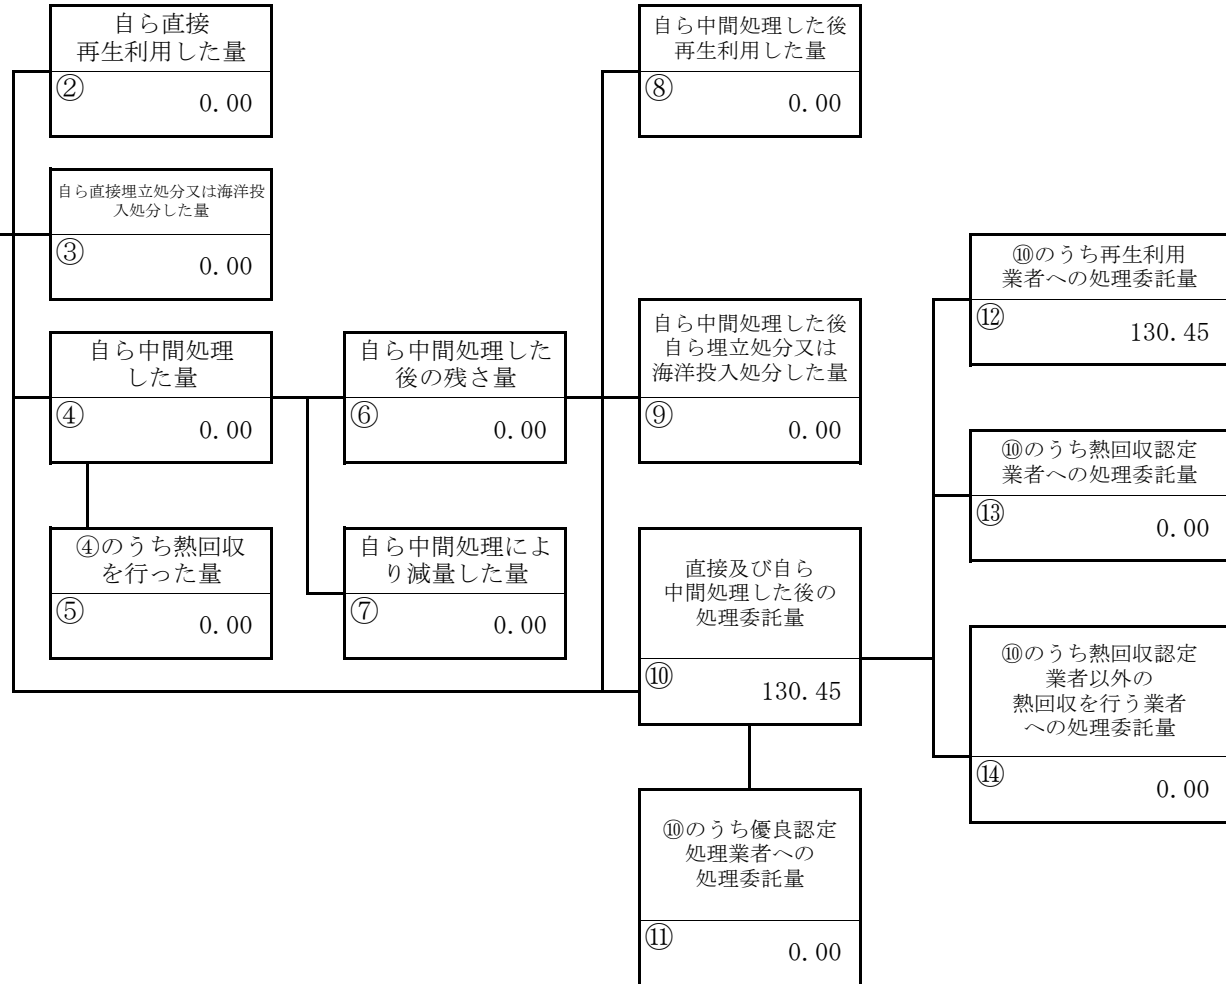 自ら直接
再生利用した量
②
0.00
自ら直接埋立処分又は海洋投
入処分した量
③
0.00
自ら中間処理
した量
④
0.00
④のうち熱回収
を行った量
⑤
0.00
自ら中間処理した
後の残さ量
⑥
0.00
自ら中間処理によ
り減量した量
⑦
0.00
自ら中間処理した後
再生利用した量
⑧
0.00
自ら中間処理した後
自ら埋立処分又は
海洋投入処分した量
⑨
0.00
直接及び自ら
中間処理した後の
処理委託量
⑩
130.45
⑩のうち優良認定
処理業者への
処理委託量
⑪
0.00
⑩のうち再生利用
業者への処理委託量
⑫
130.45
⑩のうち熱回収認定
業者への処理委託量
⑬
0.00
⑩のうち熱回収認定
業者以外の
熱回収を行う業者
への処理委託量
⑭
0.00